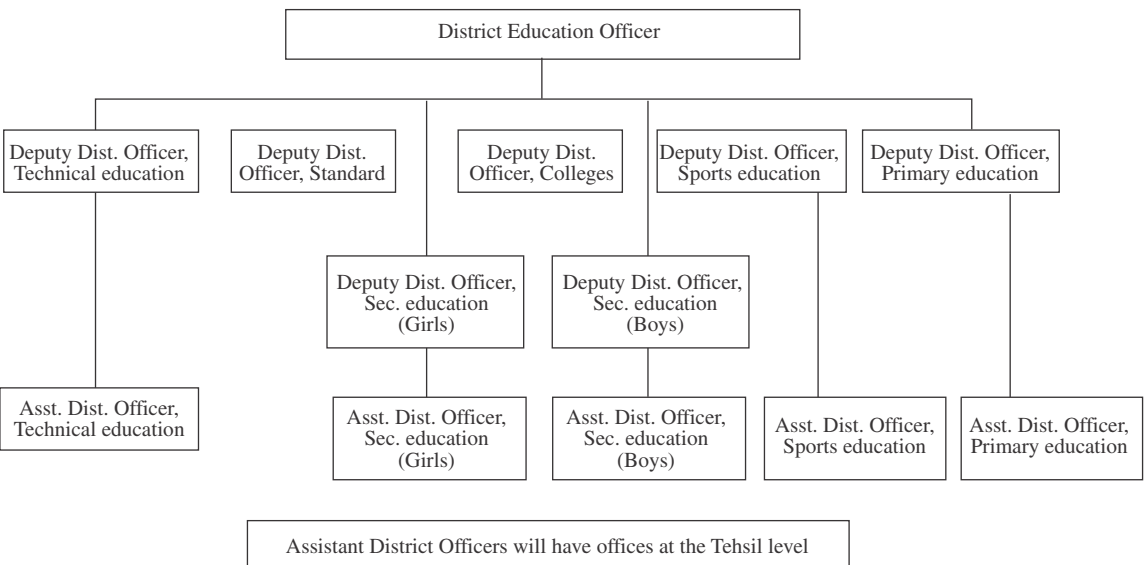 District Education Officer
Deputy Dist. Officer,
Technical education
Deputy Dist.
Officer, Standard
Deputy Dist.
Officer, Colleges
Deputy Dist. Officer,
Sports education
Deputy Dist. Officer,
Primary education
Deputy Dist. Officer,
Sec. education
(Girls)
Deputy Dist. Officer,
Sec. education
(Boys)
Asst. Dist. Officer,
Technical education
Asst. Dist. Officer,
Sec. education
(Girls)
Asst. Dist. Officer,
Sec. education
(Boys)
Asst. Dist. Officer,
Sports education
Asst. Dist. Officer,
Primary education
Assistant District Officers will have offices at the Tehsil level